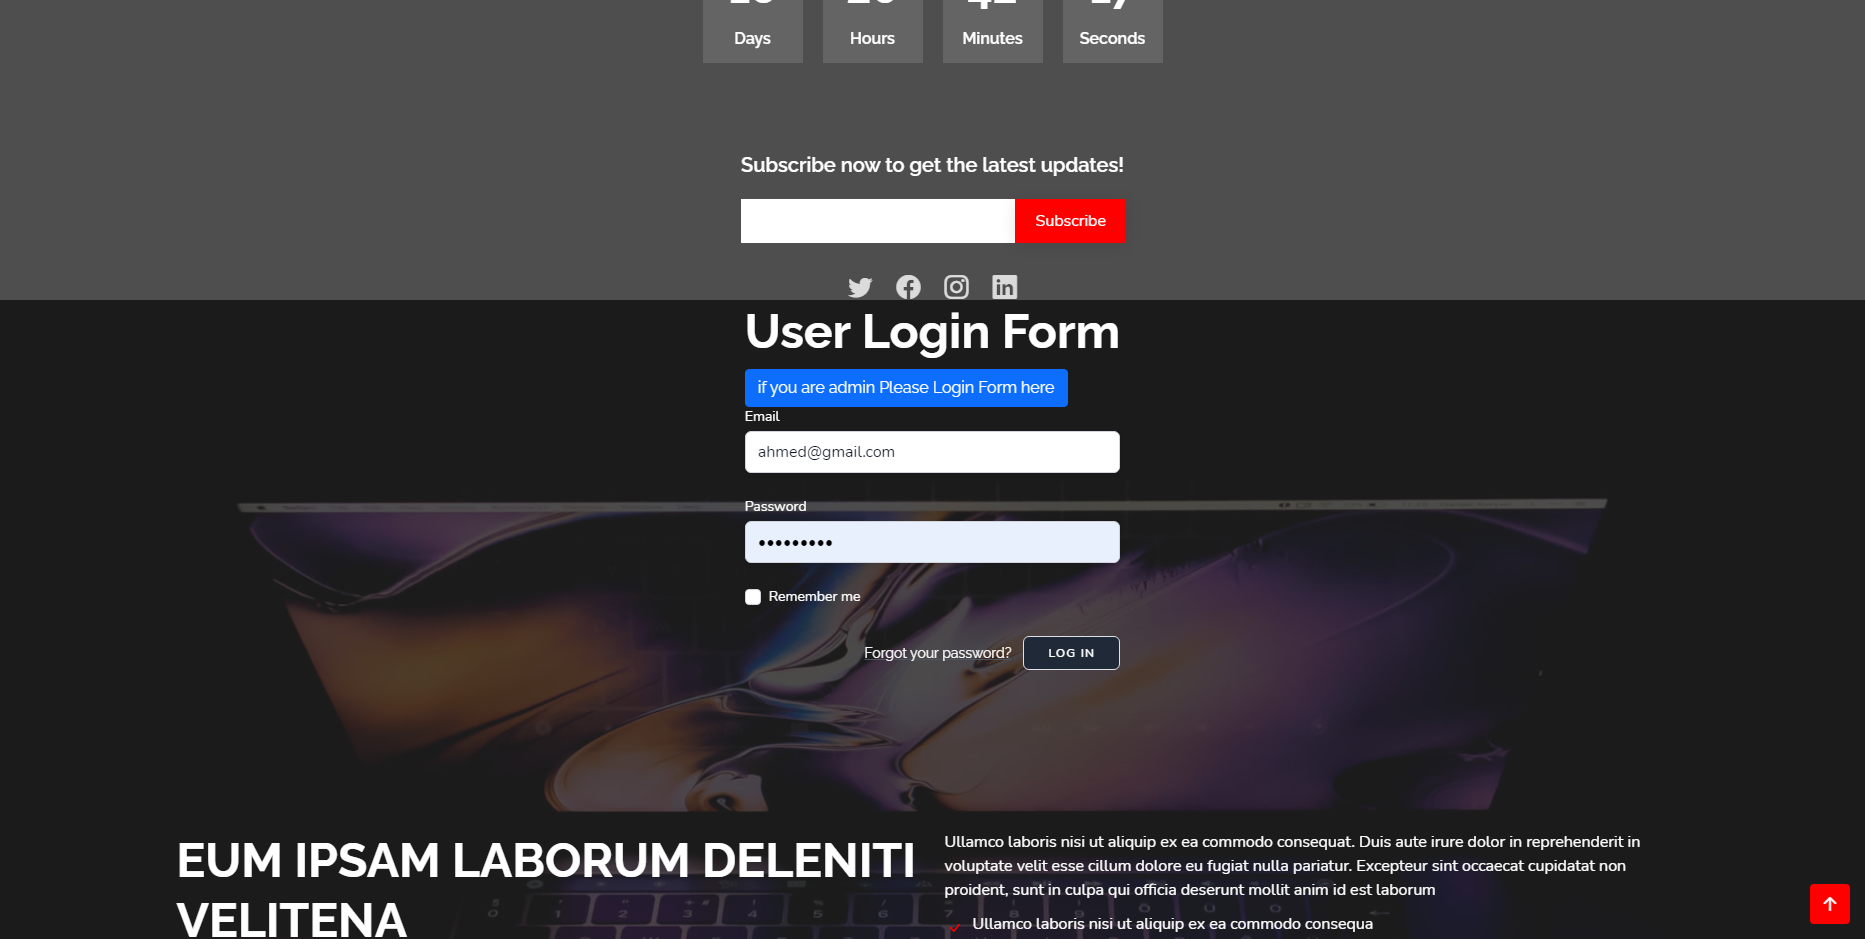 Days Hours Minutes Seconds
Subscribe now to get the latest updates!
Subscribe
User Login Form
if you are admin Please Login Form here
Email
ahmed@gmail.com
Password
Remember me
Forgot your password? LOG IN
EUM IPSAM LABORUM DELENITI
VELITENA
Ullamco laboris nisi ut aliquip ex ea commodo consequat. Duis aute irure dolor in reprehenderit in
voluptate velit esse cillum dolore eu fugiat nulla pariatur. Excepteur sint occaecat cupidatat non
proident, sunt in culpa qui officia deserunt mollit anim id est laborum
Ullamco laboris nisi ut aliquip ex ea commodo consequa